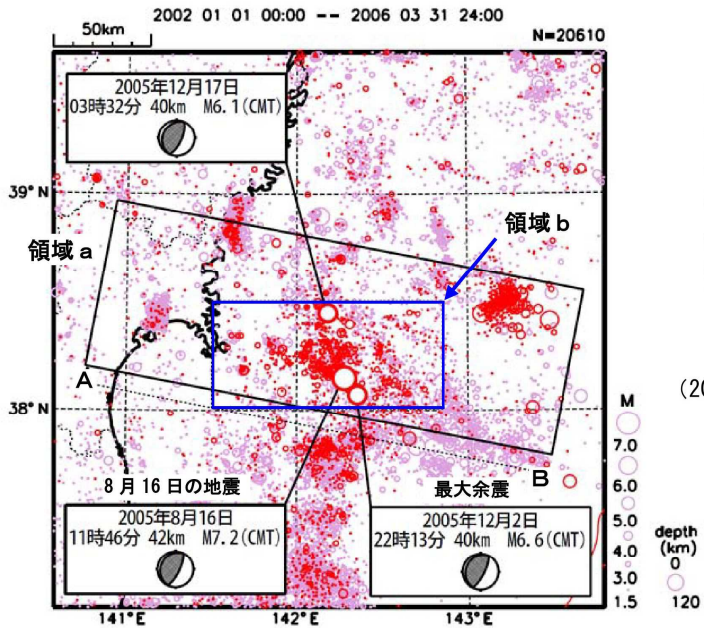 2002 01 01 00:00 -- 2006 03 31 24:00
50km
N=20610
2005年12月17日
03時32分 40km M6.1(CMT)
39°N
領域a
領域b
A
38°N
(20
M
7.0
6.0
5.0
4.0
3.0
1.5
B
8月16日の地震
最大余震
2005年8月16日
11時46分 42km M7.2(CMT)
2005年12月2日
22時13分 40km M6.6(CMT)
depth
(km)
0
120
141°E
142°E
143°E